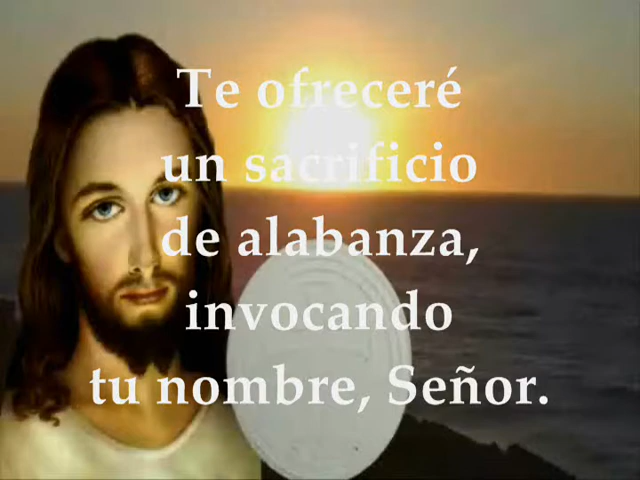 Te ofreceré
un sacrificio
de alabanza,
invocando
tu nombre, Señor.